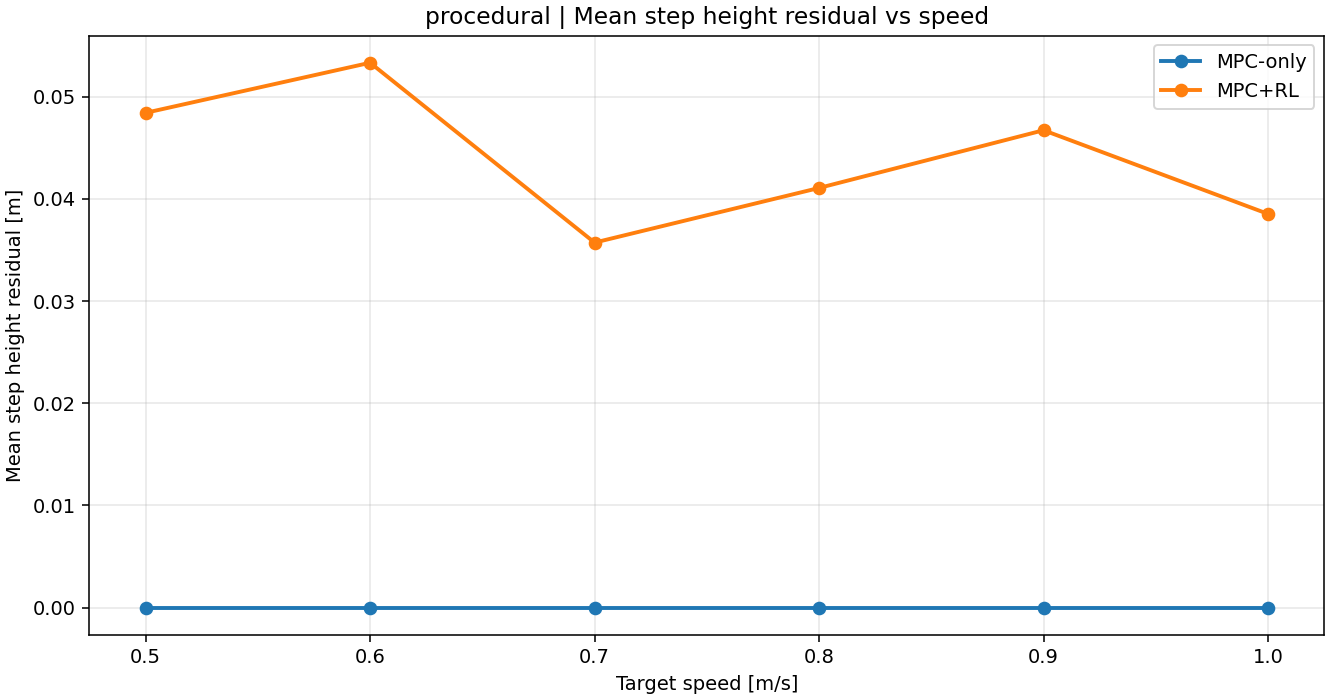 procedural | Mean step height residual vs speed
MPC-only
MPC+RL
Mean step height residual [m]
0.05
0.04
0.03
0.02
0.01
0.00
0.5 0.6 0.7 0.8 0.9 1.0
Target speed [m/s]